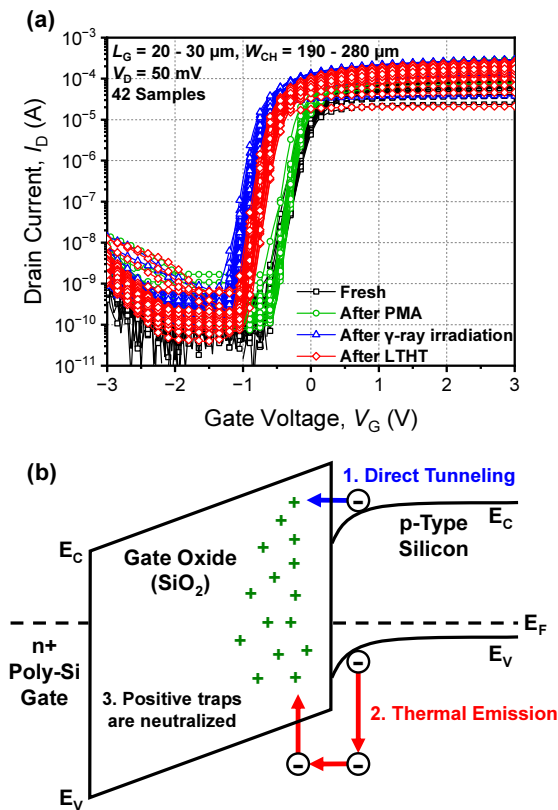 (a)
L_G = 20 - 30 μm, W_CH = 190 - 280 μm
V_D = 50 mV
42 Samples
Drain Current, I_D (A)
10⁻³
10⁻⁴
10⁻⁵
10⁻⁶
10⁻⁷
10⁻⁸
10⁻⁹
10⁻¹⁰
10⁻¹¹
Fresh
After PMA
After γ-ray irradiation
After LTHT
−3 −2 −1 0 1 2 3
Gate Voltage, V_G (V)
(b)
1. Direct Tunneling
E_C
p-Type
Silicon
E_C
Gate Oxide
(SiO₂)
E_F
n+
Poly-Si
Gate
E_V
3. Positive traps
are neutralized
2. Thermal Emission
E_V